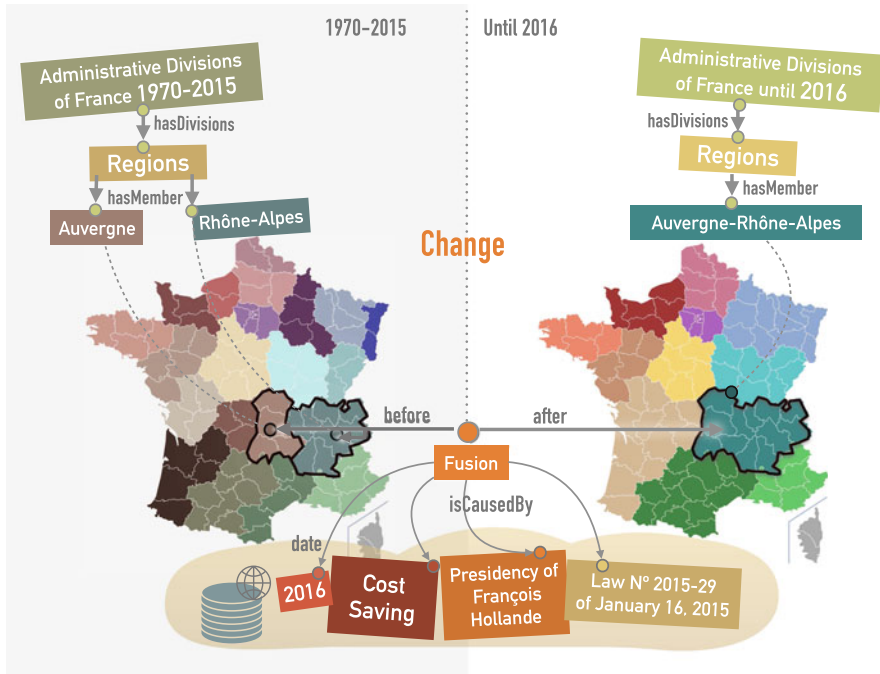 1970-2015
Until 2016
Administrative Divisions
of France 1970-2015
hasDivisions
Regions
hasMember
Auvergne
Rhône-Alpes
Administrative Divisions
of France until 2016
hasDivisions
Regions
hasMember
Auvergne-Rhône-Alpes
Change
before
after
Fusion
isCausedBy
date
2016
Cost
Saving
Presidency of
François
Hollande
Law Nº 2015-29
of January 16, 2015